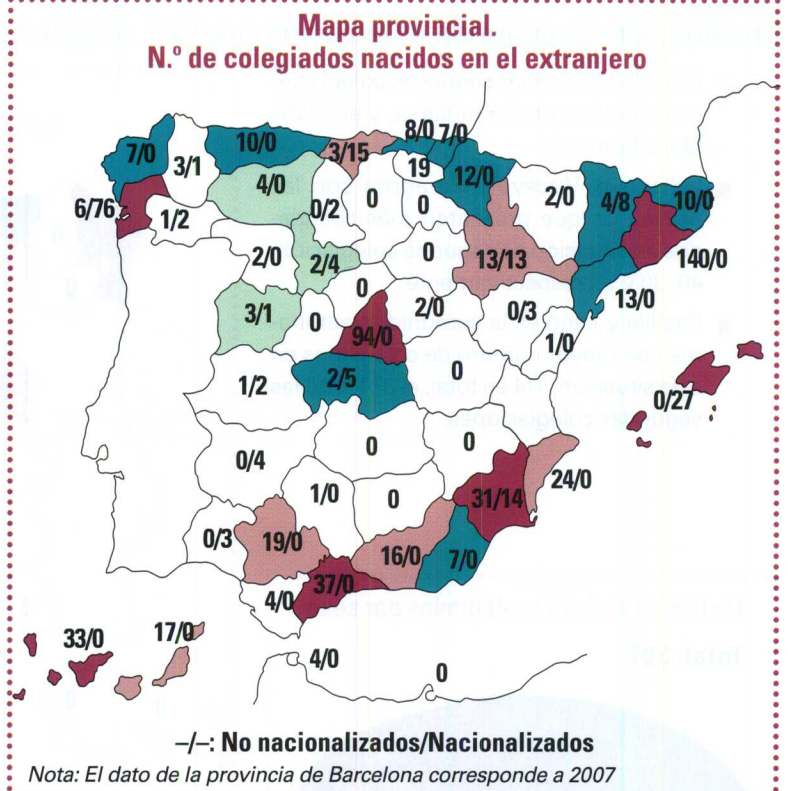 Mapa provincial.
N.º de colegiados nacidos en el extranjero
8/0 7/0
7/0 3/1 10/0 3/15 19 12/0 2/0 4/8 10/0
4/0
6/76 1/2 0/2 0 0
2/0 2/4 0 13/13 140/0
3/1 0 0 2/0 0/3 13/0
94/0 1/0
1/2 2/5 0 0/27
0/4 0 0
24/0
1/0 0 31/14
0/3 19/0 16/0 7/0
4/0 37/0
33/0 17/0 4/0 0
–/–: No nacionalizados/Nacionalizados
Nota: El dato de la provincia de Barcelona corresponde a 2007